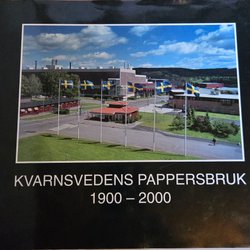 KVARNSVEDENS PAPPERSBRUK
1900 – 2000